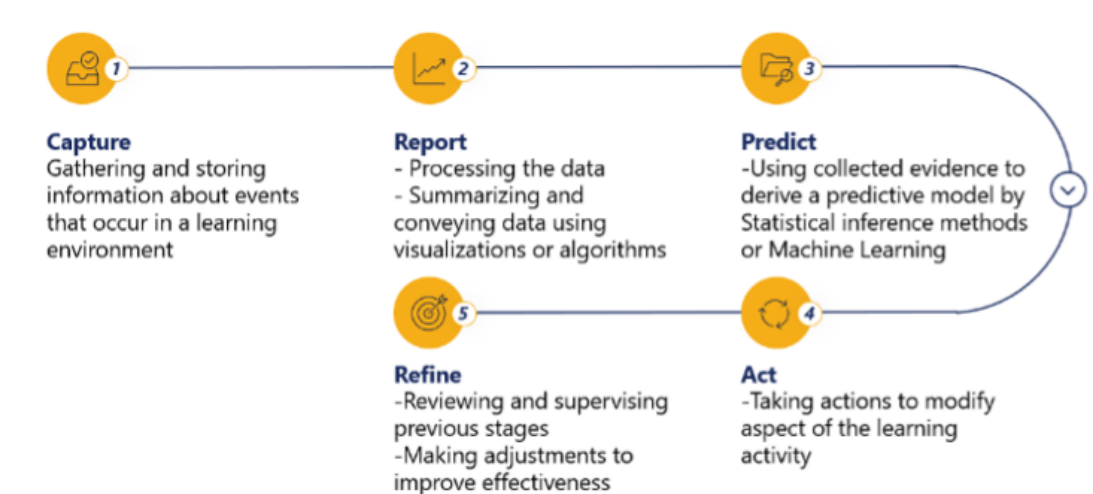 1
2
3
Capture
Gathering and storing
information about events
that occur in a learning
environment
Report
- Processing the data
- Summarizing and
conveying data using
visualizations or algorithms
Predict
-Using collected evidence to
derive a predictive model by
Statistical inference methods
or Machine Learning
4
Act
-Taking actions to modify
aspect of the learning
activity
5
Refine
-Reviewing and supervising
previous stages
-Making adjustments to
improve effectiveness